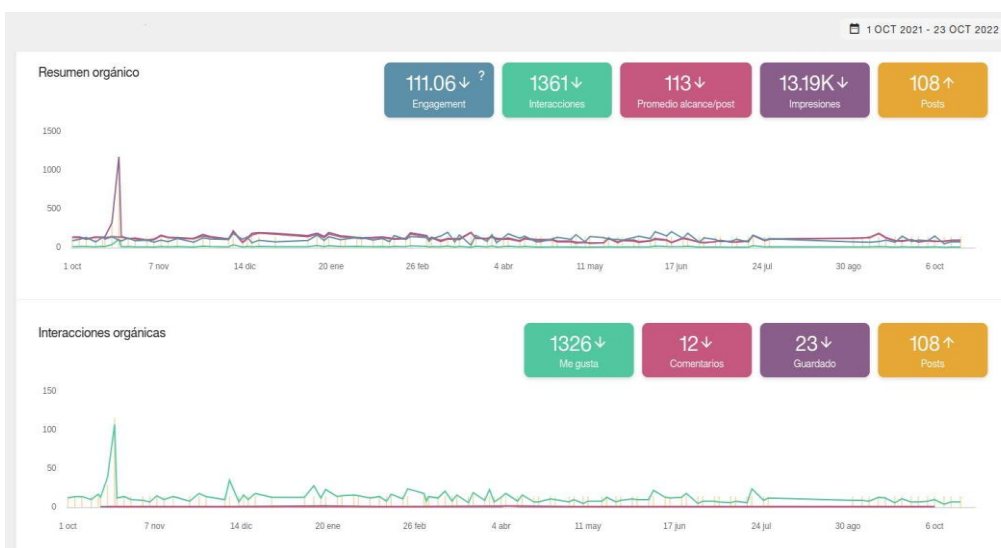 1 OCT 2021 - 23 OCT 2022
Resumen orgánico
111.06↓ ?
Engagement
1361↓
Interacciones
113↓
Promedio alcance/post
13.19K↓
Impresiones
108↑
Posts
1500
1000
500
0
1 oct 7 nov 14 dic 20 ene 26 feb 4 abr 11 may 17 jun 24 jul 30 ago 6 oct
Interacciones orgánicas
1326↓
Me gusta
12↓
Comentarios
23↓
Guardado
108↑
Posts
150
100
50
0
1 oct 7 nov 14 dic 20 ene 26 feb 4 abr 11 may 17 jun 24 jul 30 ago 6 oct